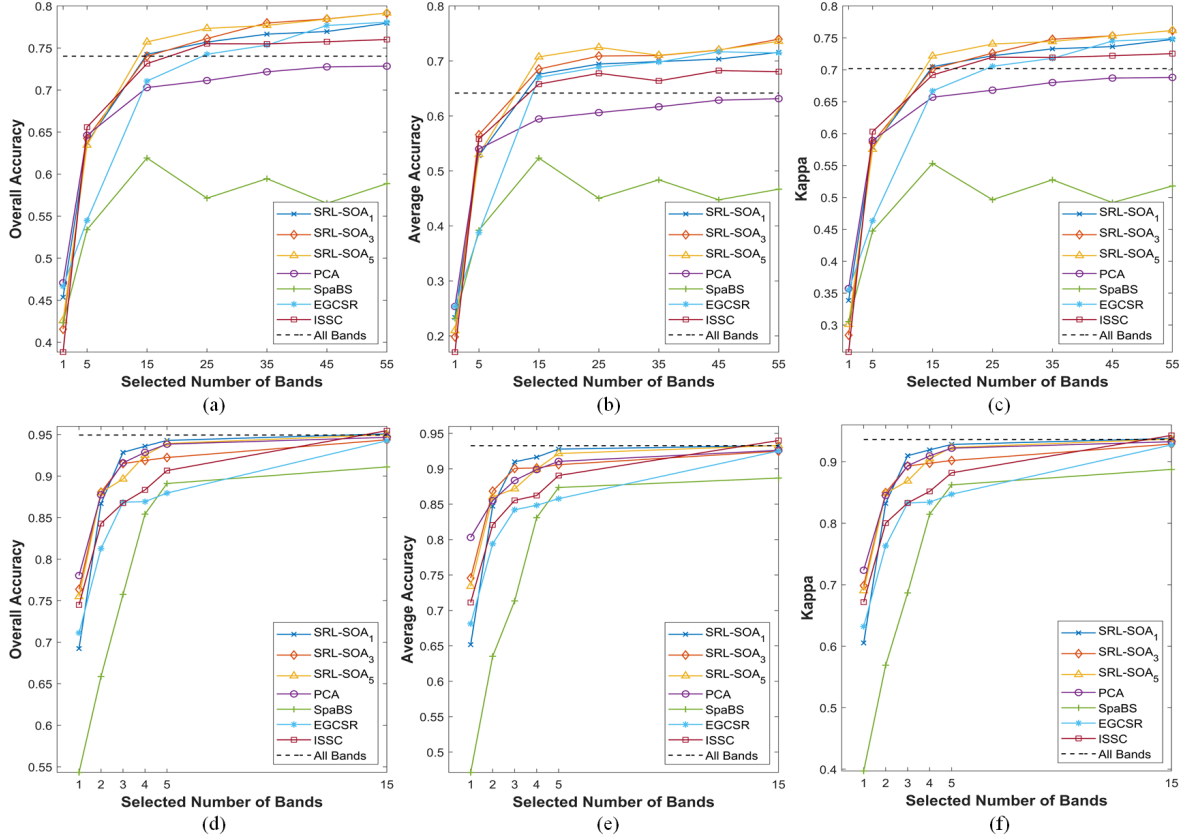 0.8
0.75
0.7
0.65
0.6
0.55
0.5
0.45
0.4
Overall Accuracy
SRL-SOA1
SRL-SOA3
SRL-SOA5
PCA
SpaBS
EGCSR
ISSC
All Bands
1 5 15 25 35 45 55
Selected Number of Bands
(a)
0.8
0.7
0.6
0.5
0.4
0.3
0.2
Average Accuracy
SRL-SOA1
SRL-SOA3
SRL-SOA5
PCA
SpaBS
EGCSR
ISSC
All Bands
1 5 15 25 35 45 55
Selected Number of Bands
(b)
0.8
0.75
0.7
0.65
0.6
0.55
0.5
0.45
0.4
0.35
0.3
Kappa
SRL-SOA1
SRL-SOA3
SRL-SOA5
PCA
SpaBS
EGCSR
ISSC
All Bands
1 5 15 25 35 45 55
Selected Number of Bands
(c)
0.95
0.9
0.85
0.8
0.75
0.7
0.65
0.6
0.55
Overall Accuracy
SRL-SOA1
SRL-SOA3
SRL-SOA5
PCA
SpaBS
EGCSR
ISSC
All Bands
1 2 3 4 5 15
Selected Number of Bands
(d)
0.95
0.9
0.85
0.8
0.75
0.7
0.65
0.6
0.55
0.5
Average Accuracy
SRL-SOA1
SRL-SOA3
SRL-SOA5
PCA
SpaBS
EGCSR
ISSC
All Bands
1 2 3 4 5 15
Selected Number of Bands
(e)
0.9
0.8
0.7
0.6
0.5
0.4
Kappa
SRL-SOA1
SRL-SOA3
SRL-SOA5
PCA
SpaBS
EGCSR
ISSC
All Bands
1 2 3 4 5 15
Selected Number of Bands
(f)